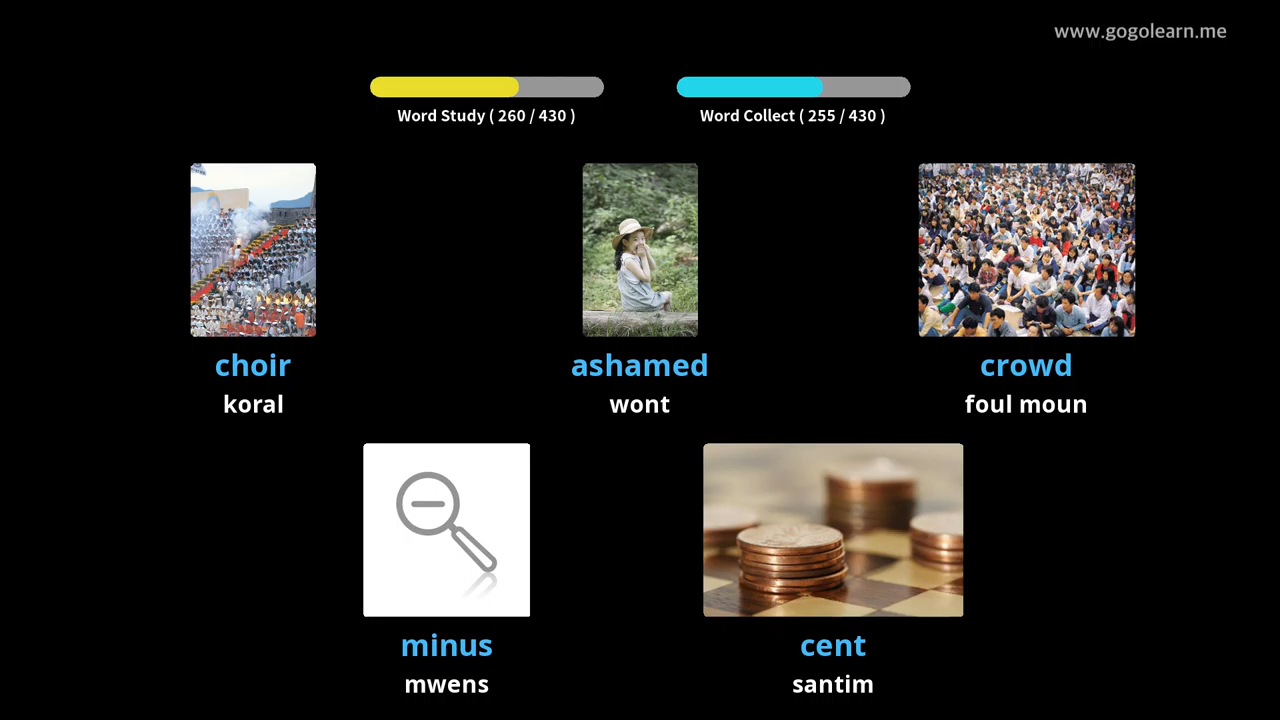 www.gogolearn.me
Word Study ( 260 / 430 )
Word Collect ( 255 / 430 )
choir
koral
ashamed
wont
crowd
foul moun
minus
mwens
cent
santim